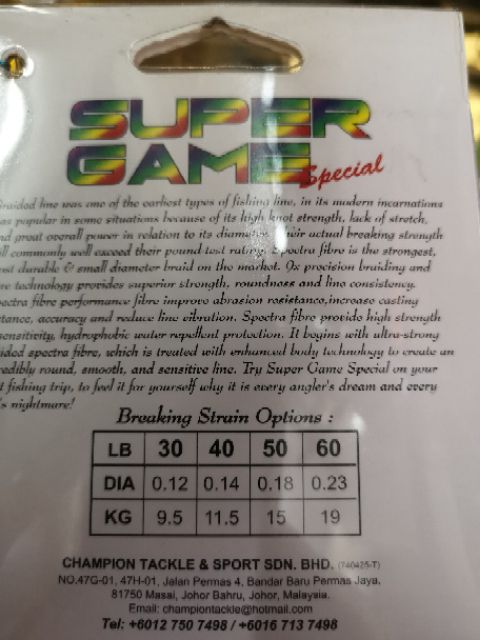 SUPER
GAME Special
Braided line was one of the earliest types of fishing line, in its modern incarnations
as popular in some situations because of its high knot strength, lack of stretch,
nd great overall power in relation to its diameter. Their actual breaking strength
ll commonly well exceed their pound-test rating. Spectra fibre is the strongest,
st durable & small diameter braid on the market. 9x precision braiding and
re technology provides superior strength, roundness and line consistency.
ectra fibre performance fibre improve abrasion resistance,increase casting
tance, accuracy and reduce line vibration. Spectra fibre provide high strength
sensitivity, hydrophobic water repellent protection. It begins with ultra-strong
ided spectra fibre, which is treated with enhanced body technology to create an
redibly round, smooth, and sensitive line. Try Super Game Special on your
t fishing trip, to feel it for yourself why it is every angler's dream and every
's nightmare!
Breaking Strain Options :
LB 30 40 50 60
DIA 0.12 0.14 0.18 0.23
KG 9.5 11.5 15 19
CHAMPION TACKLE & SPORT SDN. BHD. (740425-T)
NO.47G-01, 47H-01, Jalan Permas 4, Bandar Baru Permas Jaya,
81750 Masai, Johor Bahru, Johor, Malaysia.
Email: championtackle@hotmail.com
Tel: +6012 750 7498 / +6016 713 7498